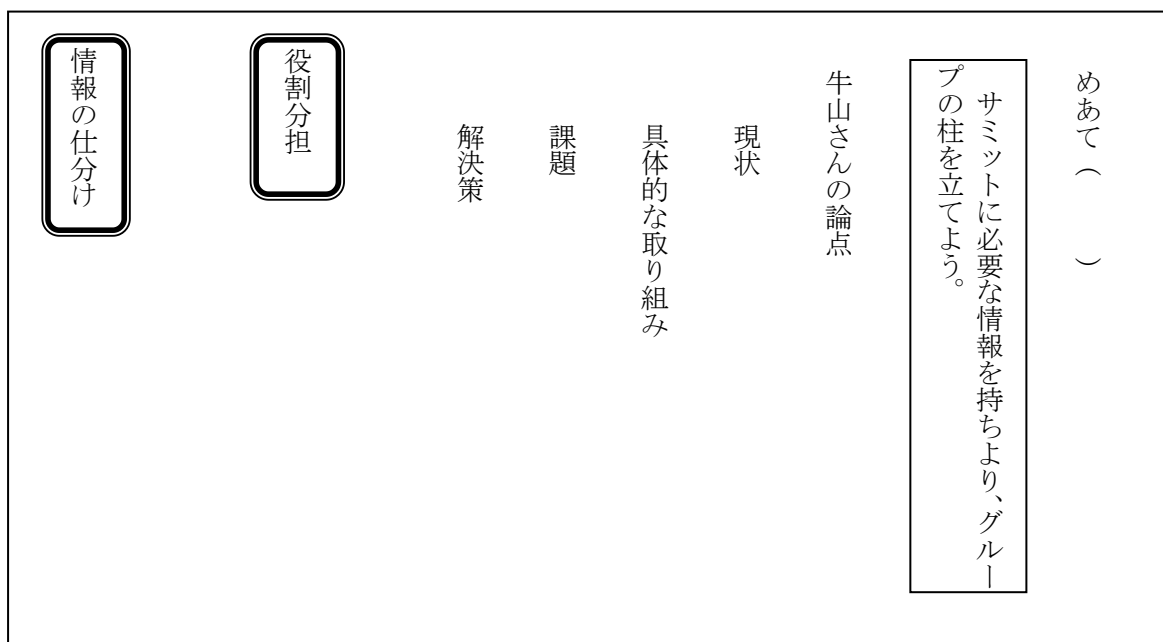 めあて（　　）
サミットに必要な情報を持ちより、グルー
プの柱を立てよう。
牛山さんの論点
現状
具体的な取り組み
課題
解決策
役割分担
情報の仕分け